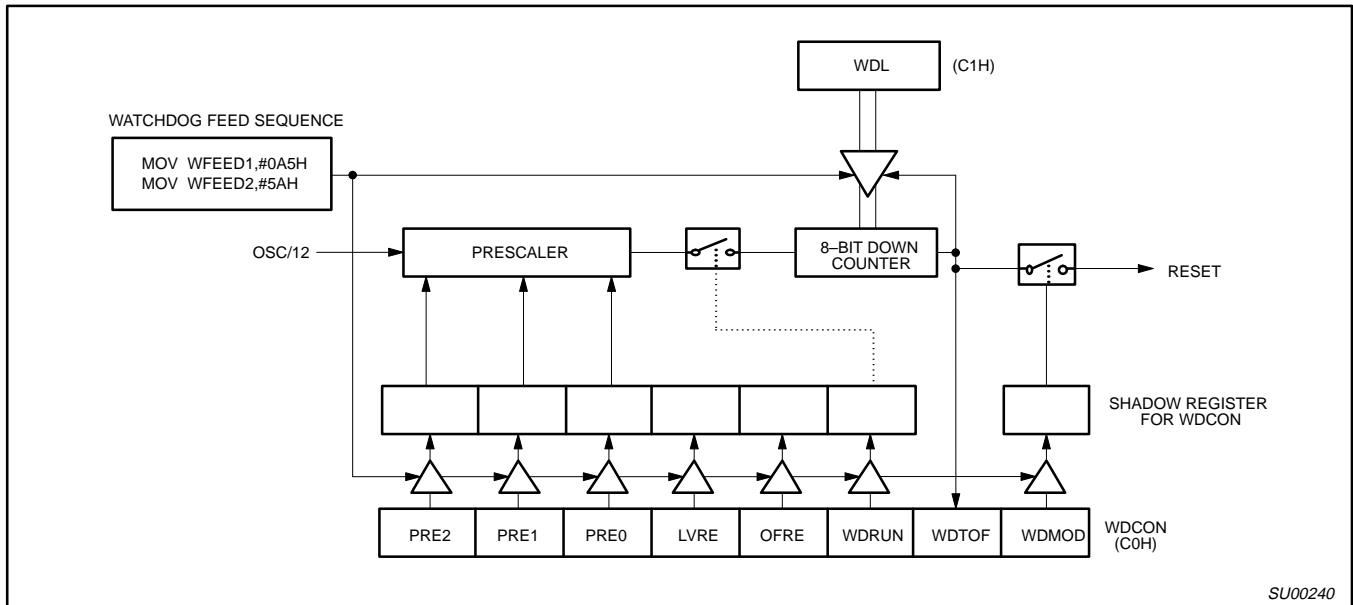 WDL
(C1H)
WATCHDOG FEED SEQUENCE
MOV WFEED1,#0A5H
MOV WFEED2,#5AH
OSC/12
PRESCALER
8–BIT DOWN
COUNTER
RESET
SHADOW REGISTER
FOR WDCON
PRE2
PRE1
PRE0
LVRE
OFRE
WDRUN
WDTOF
WDMOD
WDCON
(C0H)
SU00240